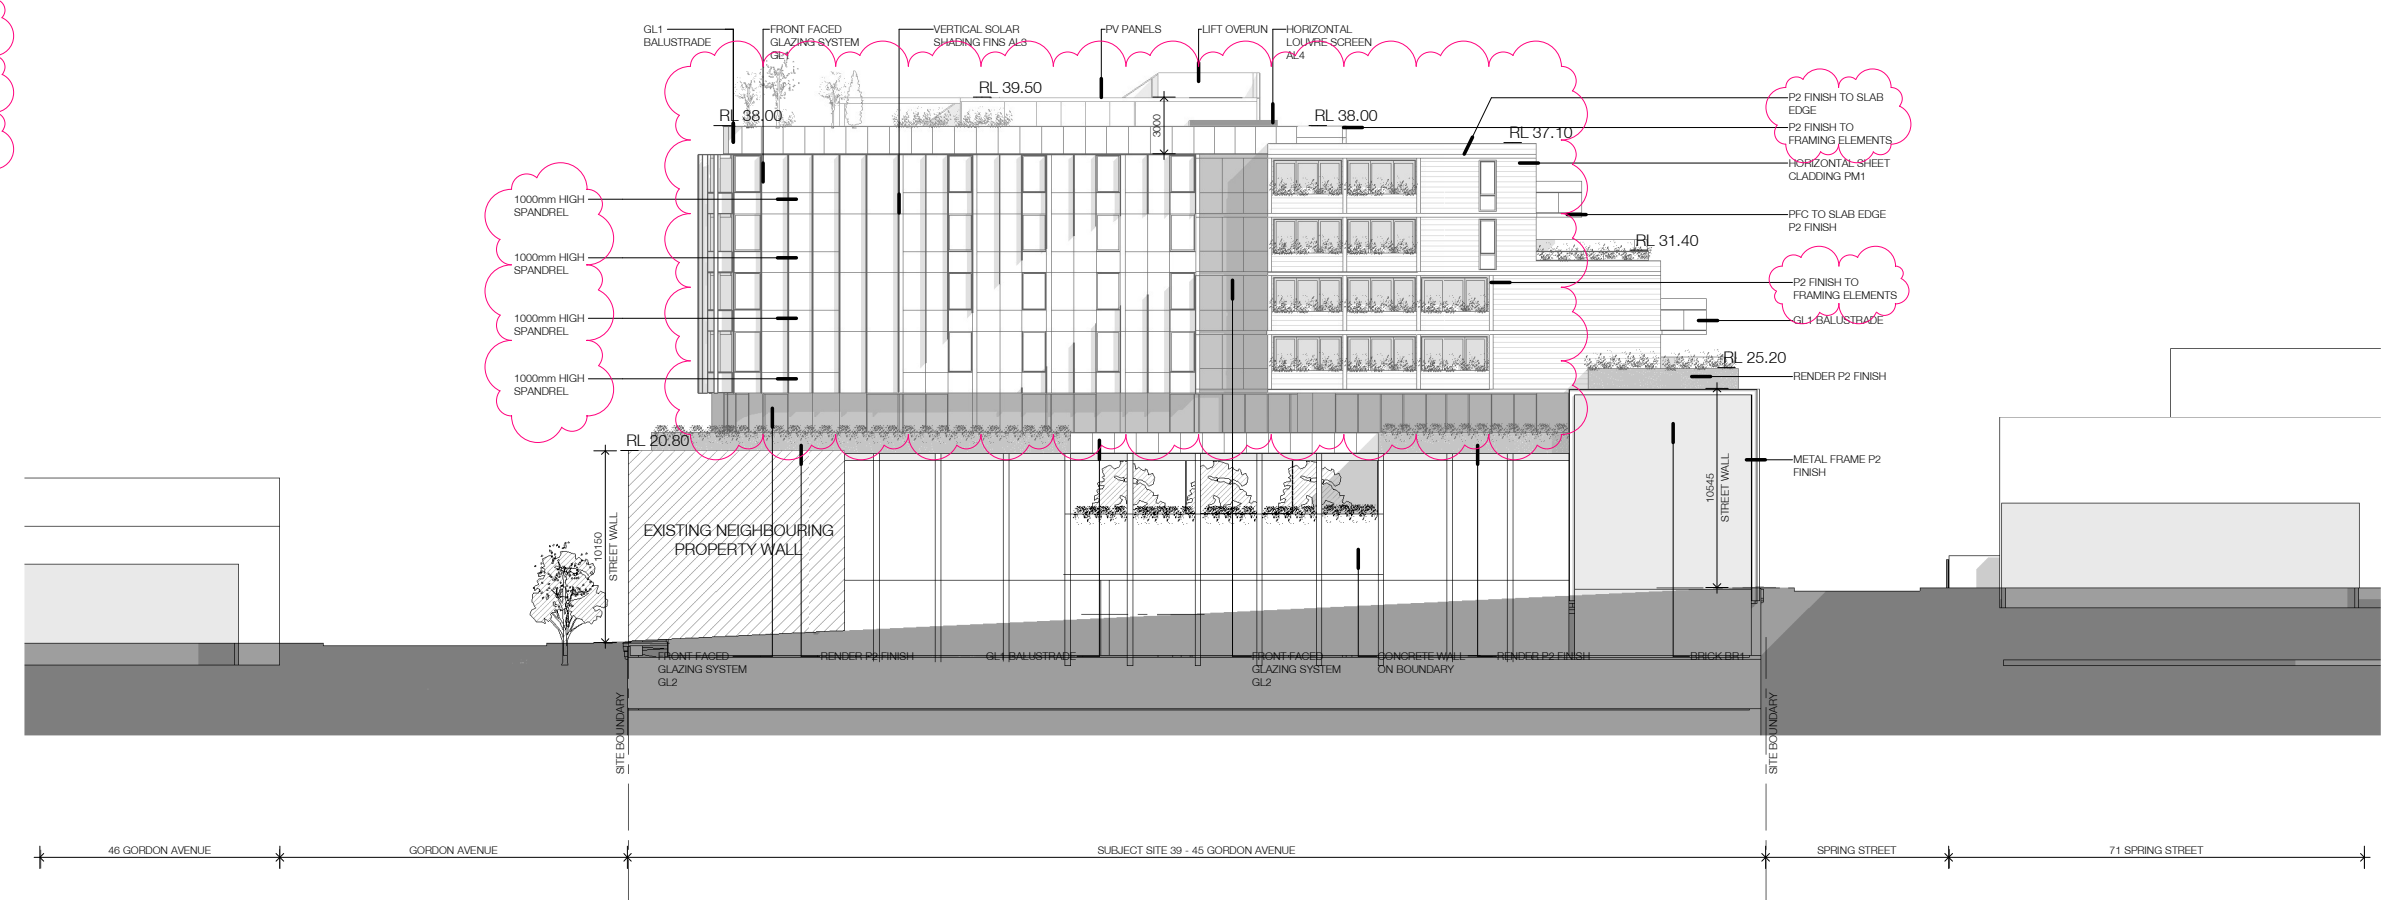 GL1
BALUSTRADE
FRONT FACED
GLAZING SYSTEM
GL1
VERTICAL SOLAR
SHADING FINS AL3
PV PANELS
LIFT OVERUN
HORIZONTAL
LOUVRE SCREEN
AL4
RL 39.50
RL 38.00
3000
RL 38.00
RL 37.10
P2 FINISH TO SLAB
EDGE
P2 FINISH TO
FRAMING ELEMENTS
HORIZONTAL SHEET
CLADDING PM1
PFC TO SLAB EDGE
P2 FINISH
RL 31.40
P2 FINISH TO
FRAMING ELEMENTS
GL1 BALUSTRADE
RL 25.20
RENDER P2 FINISH
METAL FRAME P2
FINISH
1000mm HIGH
SPANDREL
1000mm HIGH
SPANDREL
1000mm HIGH
SPANDREL
1000mm HIGH
SPANDREL
RL 20.80
EXISTING NEIGHBOURING
PROPERTY WALL
10150
STREET WALL
10545
STREET WALL
FRONT FACED
GLAZING SYSTEM
GL2
RENDER P2 FINISH
GL1 BALUSTRADE
FRONT FACED
GLAZING SYSTEM
GL2
CONCRETE WALL
ON BOUNDARY
RENDER P2 FINISH
BRICK BR1
SITE BOUNDARY
SITE BOUNDARY
46 GORDON AVENUE
GORDON AVENUE
SUBJECT SITE 39 - 45 GORDON AVENUE
SPRING STREET
71 SPRING STREET